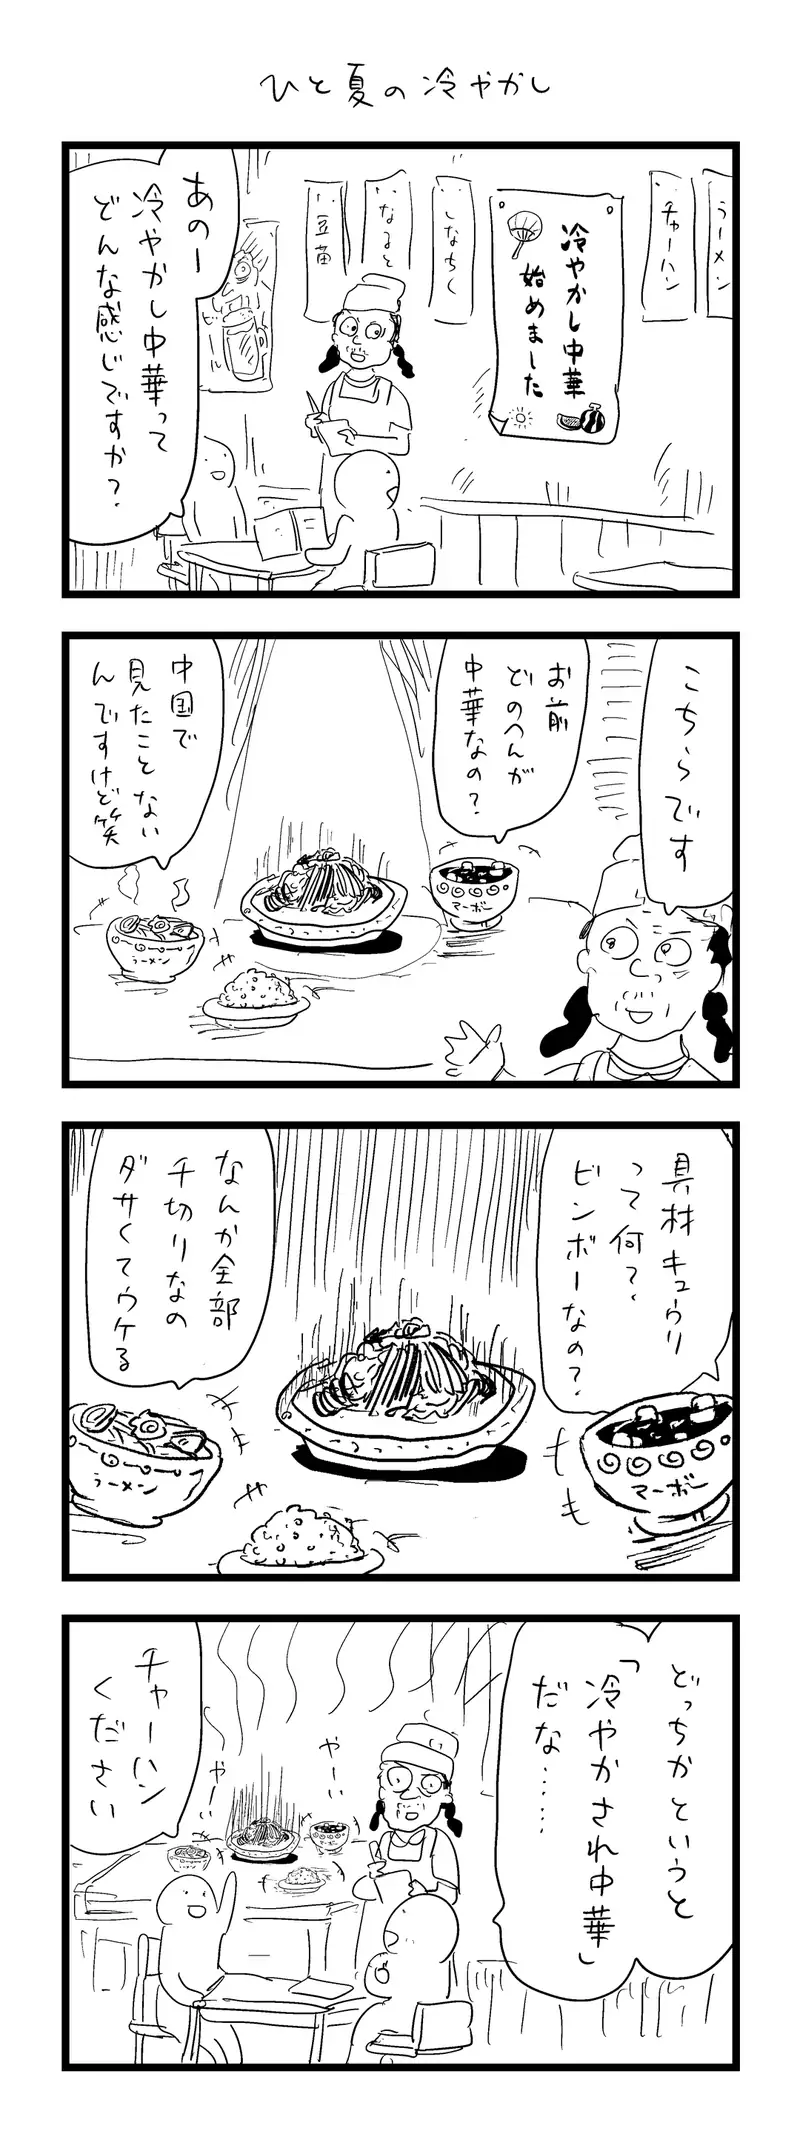 ひと夏の冷やかし
ラーメン
チャーハン
冷やかし中華
始めました
しなちく
なると
豆苗
あのー
冷やかし中華って
どんな感じですか?
こちらです
お前
どのへんが
中華なの?
中国で
見たことない
んですけど笑
マーボー
ラーメン
具材キュウリ
って何?
ビンボーなの?
なんか全部
千切りなの
ダサくてウケる
ラーメン
マーボー
どっちかというと
「冷やかされ中華」
だな……
やーい
やーい
チャーハン
ください